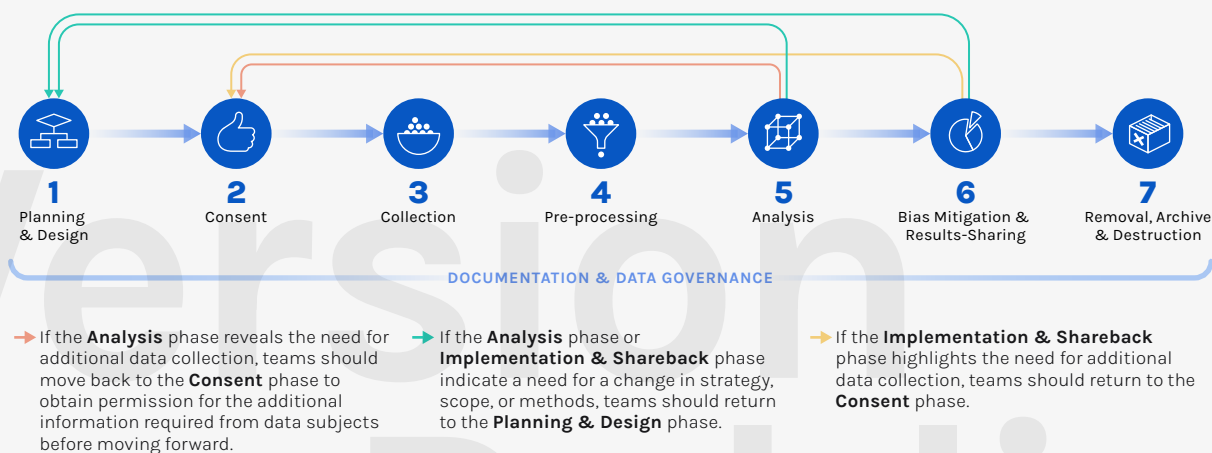 1
Planning
& Design
2
Consent
3
Collection
4
Pre-processing
5
Analysis
6
Bias Mitigation &
Results-Sharing
7
Removal, Archive
& Destruction
DOCUMENTATION & DATA GOVERNANCE
If the Analysis phase reveals the need for
additional data collection, teams should
move back to the Consent phase to
obtain permission for the additional
information required from data subjects
before moving forward.
If the Analysis phase or
Implementation & Shareback phase
indicate a need for a change in strategy,
scope, or methods, teams should return
to the Planning & Design phase.
If the Implementation & Shareback
phase highlights the need for additional
data collection, teams should return to the
Consent phase.
Version